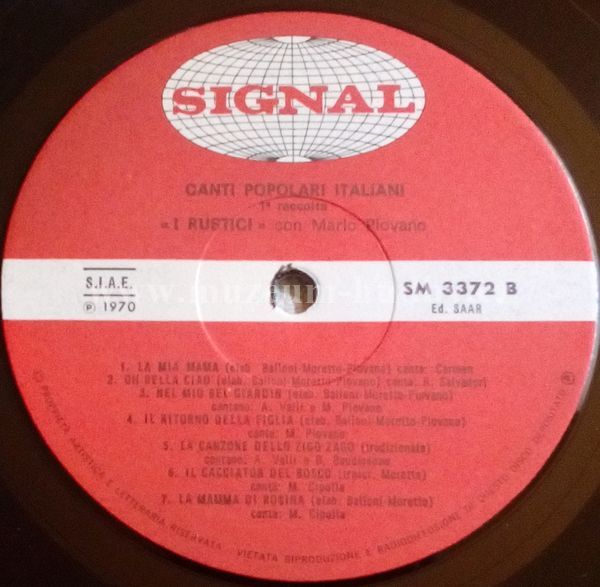 SIGNAL
CANTI POPOLARI ITALIANI
1ª raccolta
« I RUSTICI » con Mario Piovano
S.I.A.E.
℗ 1970
SM 3372 B
Ed. SAAR
1. LA MIA MAMA (elab. Balloni-Moretto-Piovano) canta: Carmen
2. OH BELLA CIAO (elab. Balloni-Moretto-Piovano) canta: R. Salvadori
3. NEL MIO BEL GIARDIN (elab. Balloni-Moretto-Piovano)
cantano: A. Valli e M. Piovano
4. IL RITORNO DELLA FIGLIA (elab. Balloni-Moretto-Piovano)
canta: M. Piovano
5. LA CANZONE DELLO ZIGO ZAGO (tradizionale)
cantano: A. Valli e
6. IL CACCIATOR DEL BOSCO (trascr. Moretto)
canta: M. Cipolla
7. LA MAMMA DI ROSINA (elab. Balloni-Moretto)
canta: M. Cipolla
PROPRIETÀ ARTISTICA E LETTERARIA RISERVATA - VIETATA RIPRODUZIONE E RADIODIFFUSIONE DI QUESTO DISCO DEPOSITATO